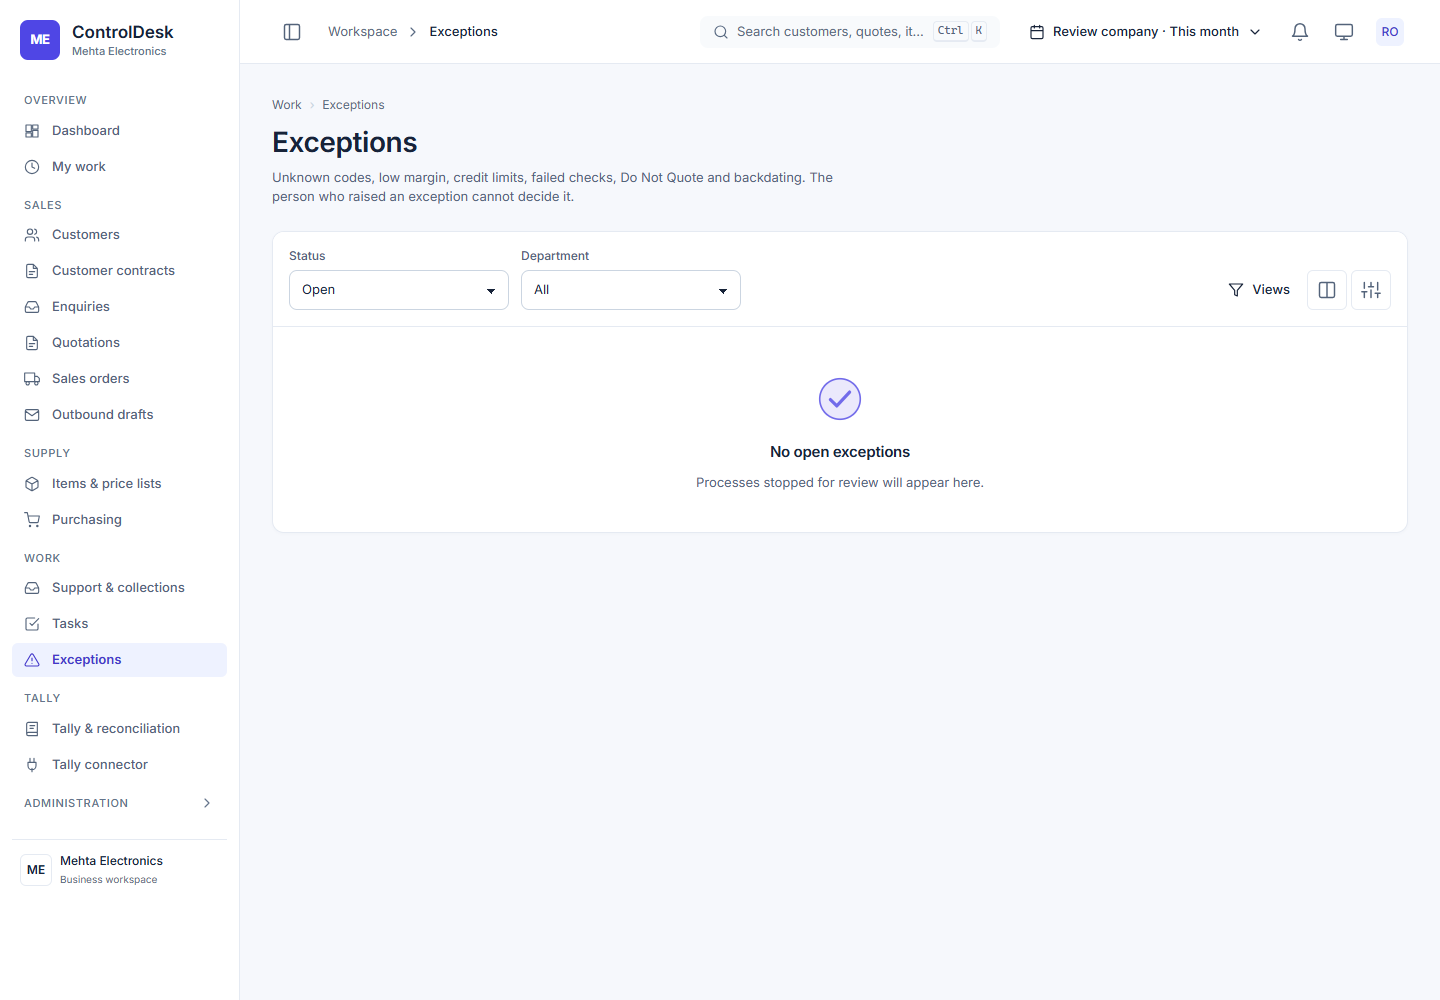 ME
ControlDesk
Mehta Electronics
OVERVIEW
Dashboard
My work
SALES
Customers
Customer contracts
Enquiries
Quotations
Sales orders
Outbound drafts
SUPPLY
Items & price lists
Purchasing
WORK
Support & collections
Tasks
Exceptions
TALLY
Tally & reconciliation
Tally connector
ADMINISTRATION
ME
Mehta Electronics
Business workspace
Workspace > Exceptions
Search customers, quotes, it... Ctrl K
Review company · This month
RO
Work › Exceptions
Exceptions
Unknown codes, low margin, credit limits, failed checks, Do Not Quote and backdating. The
person who raised an exception cannot decide it.
Status
Department
Open
All
Views
No open exceptions
Processes stopped for review will appear here.